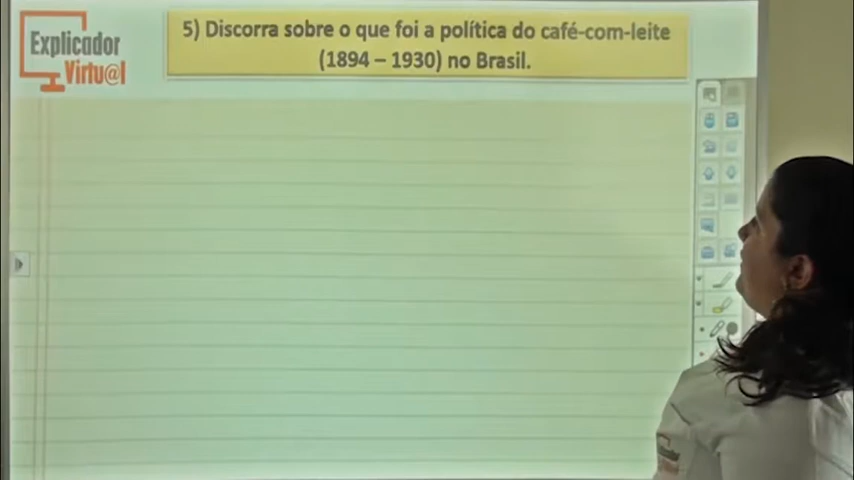 Explicador
Virtu@l
5) Discorra sobre o que foi a política do café-com-leite
(1894 – 1930) no Brasil.